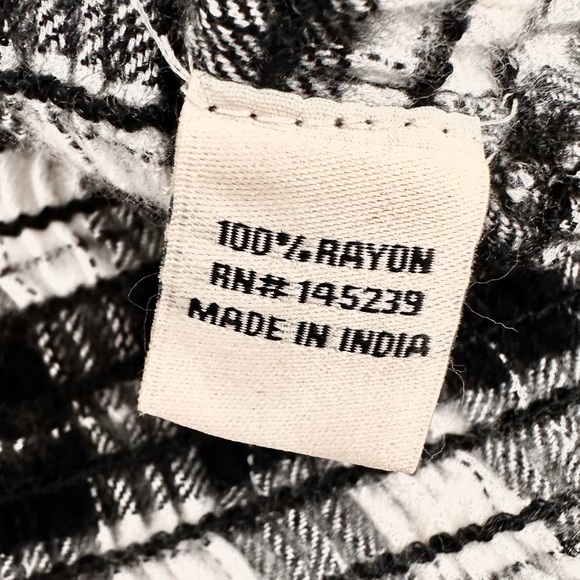 100% RAYON
RN# 145239
MADE IN INDIA